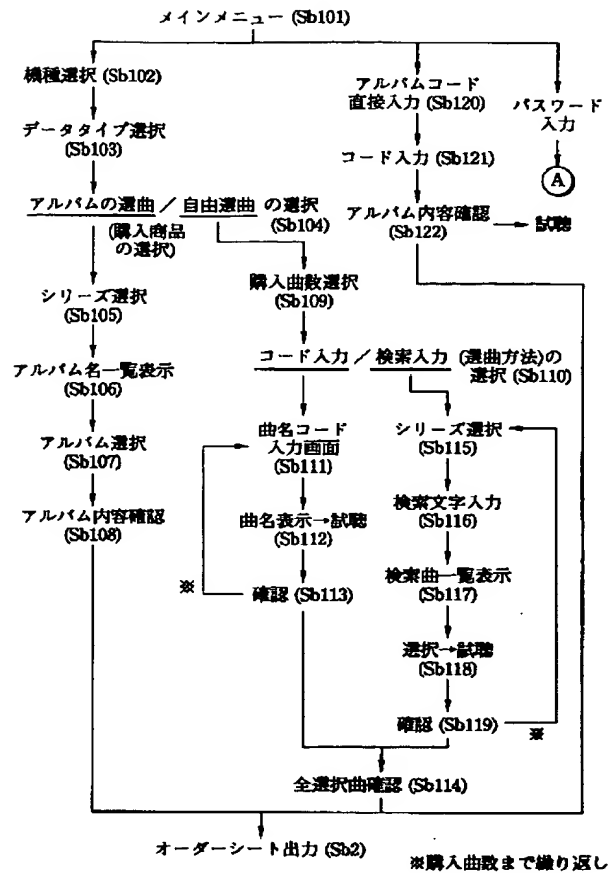 メインメニュー (Sb101)
機種選択 (Sb102)
データタイプ選択
(Sb103)
アルバムの選曲 / 自由選曲 の選択
(Sb104)
(購入商品
の選択)
シリーズ選択
(Sb105)
アルバム名一覧表示
(Sb106)
アルバム選択
(Sb107)
アルバム内容確認
(Sb108)
購入曲数選択
(Sb109)
コード入力 / 検索入力 (選曲方法)の
選択 (Sb110)
曲名コード
入力画面
(Sb111)
曲名表示→試聴
(Sb112)
※
確認 (Sb113)
シリーズ選択
(Sb115)
検索文字入力
(Sb116)
検索曲一覧表示
(Sb117)
選択→試聴
(Sb118)
確認 (Sb119)
※
全選択曲確認 (Sb114)
アルバムコード
直接入力 (Sb120)
コード入力 (Sb121)
アルバム内容確認
(Sb122)
試聴
パスワード
入力
A
オーダーシート出力 (Sb2)
※購入曲数まで繰り返し